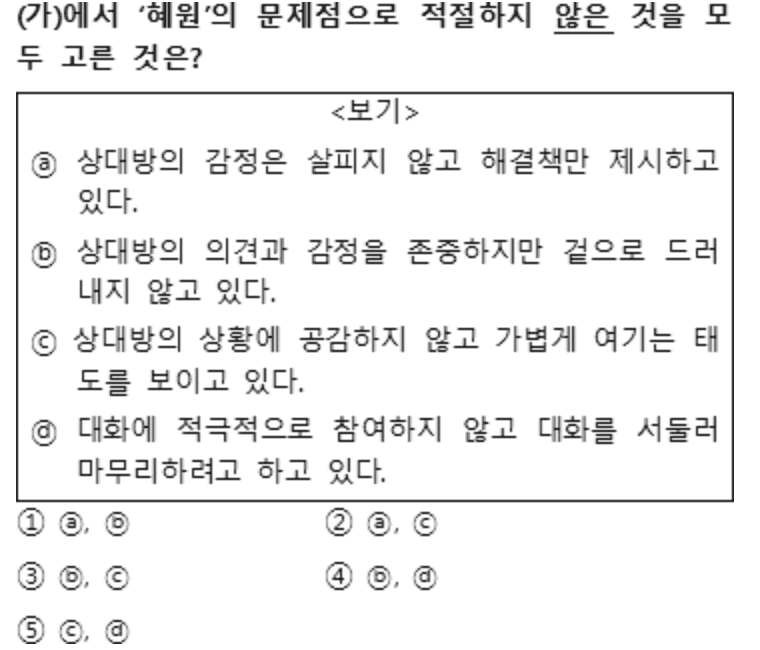 (가)에서 ‘혜원’의 문제점으로 적절하지 않은 것을 모
두 고른 것은?
<보기>
ⓐ 상대방의 감정은 살피지 않고 해결책만 제시하고
있다.
ⓑ 상대방의 의견과 감정을 존중하지만 겉으로 드러
내지 않고 있다.
ⓒ 상대방의 상황에 공감하지 않고 가볍게 여기는 태
도를 보이고 있다.
ⓓ 대화에 적극적으로 참여하지 않고 대화를 서둘러
마무리하려고 하고 있다.
① ⓐ, ⓑ ② ⓐ, ⓒ
③ ⓑ, ⓒ ④ ⓑ, ⓓ
⑤ ⓒ, ⓓ